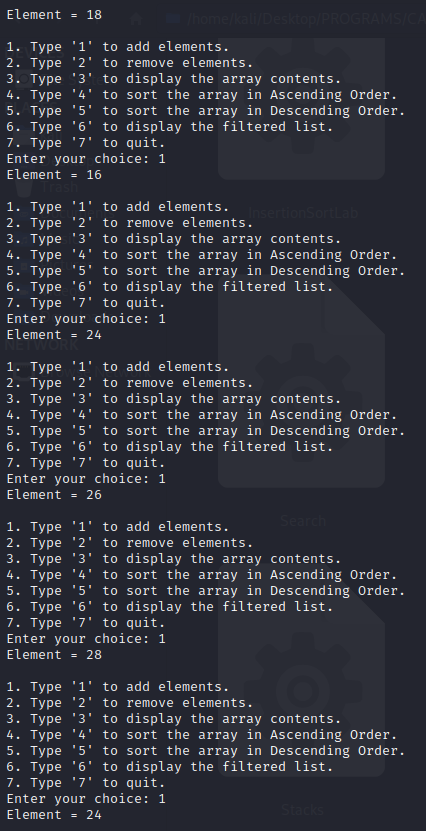 Element = 18
/home/kali/Desktop/PROGRAMS/C
1. Type '1' to add elements.
2. Type '2' to remove elements.
3. Type '3' to display the array contents.
4. Type '4' to sort the array in Ascending Order.
5. Type '5' to sort the array in Descending Order.
6. Type '6' to display the filtered list.
7. Type '7' to quit.
Enter your choice: 1
Element = 16
Trash
1. Type '1' to add elements.
InsertionSortLab
2. Type '2' to remove elements.
3. Type '3' to display the array contents.
4. Type '4' to sort the array in Ascending Order.
5. Type '5' to sort the array in Descending Order.
6. Type '6' to display the filtered list.
7. Type '7' to quit.
Enter your choice: 1
Element = 24
NETWORK
1. Type '1' to add elements.
2. Type '2' to remove elements.
3. Type '3' to display the array contents.
4. Type '4' to sort the array in Ascending Order.
5. Type '5' to sort the array in Descending Order.
6. Type '6' to display the filtered list.
7. Type '7' to quit.
Enter your choice: 1
Element = 26
Search
1. Type '1' to add elements.
2. Type '2' to remove elements.
3. Type '3' to display the array contents.
4. Type '4' to sort the array in Ascending Order.
5. Type '5' to sort the array in Descending Order.
6. Type '6' to display the filtered list.
7. Type '7' to quit.
Enter your choice: 1
Element = 28
1. Type '1' to add elements.
2. Type '2' to remove elements.
3. Type '3' to display the array contents.
4. Type '4' to sort the array in Ascending Order.
5. Type '5' to sort the array in Descending Order.
6. Type '6' to display the filtered list.
7. Type '7' to quit.
Enter your choice: 1
Element = 24
Stacks